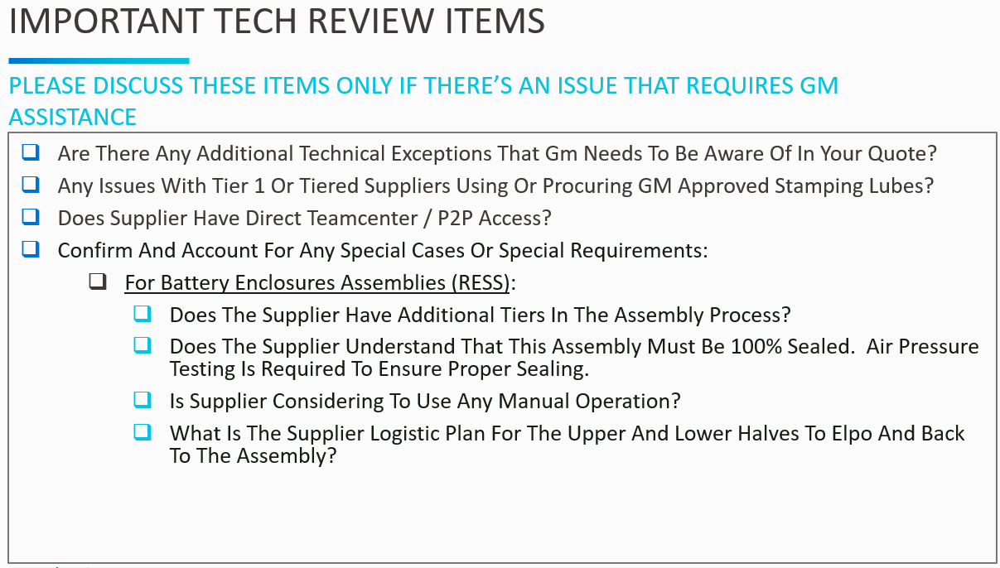 IMPORTANT TECH REVIEW ITEMS
PLEASE DISCUSS THESE ITEMS ONLY IF THERE’S AN ISSUE THAT REQUIRES GM
ASSISTANCE
Are There Any Additional Technical Exceptions That Gm Needs To Be Aware Of In Your Quote?
Any Issues With Tier 1 Or Tiered Suppliers Using Or Procuring GM Approved Stamping Lubes?
Does Supplier Have Direct Teamcenter / P2P Access?
Confirm And Account For Any Special Cases Or Special Requirements:
For Battery Enclosures Assemblies (RESS):
Does The Supplier Have Additional Tiers In The Assembly Process?
Does The Supplier Understand That This Assembly Must Be 100% Sealed.  Air Pressure
Testing Is Required To Ensure Proper Sealing.
Is Supplier Considering To Use Any Manual Operation?
What Is The Supplier Logistic Plan For The Upper And Lower Halves To Elpo And Back
To The Assembly?